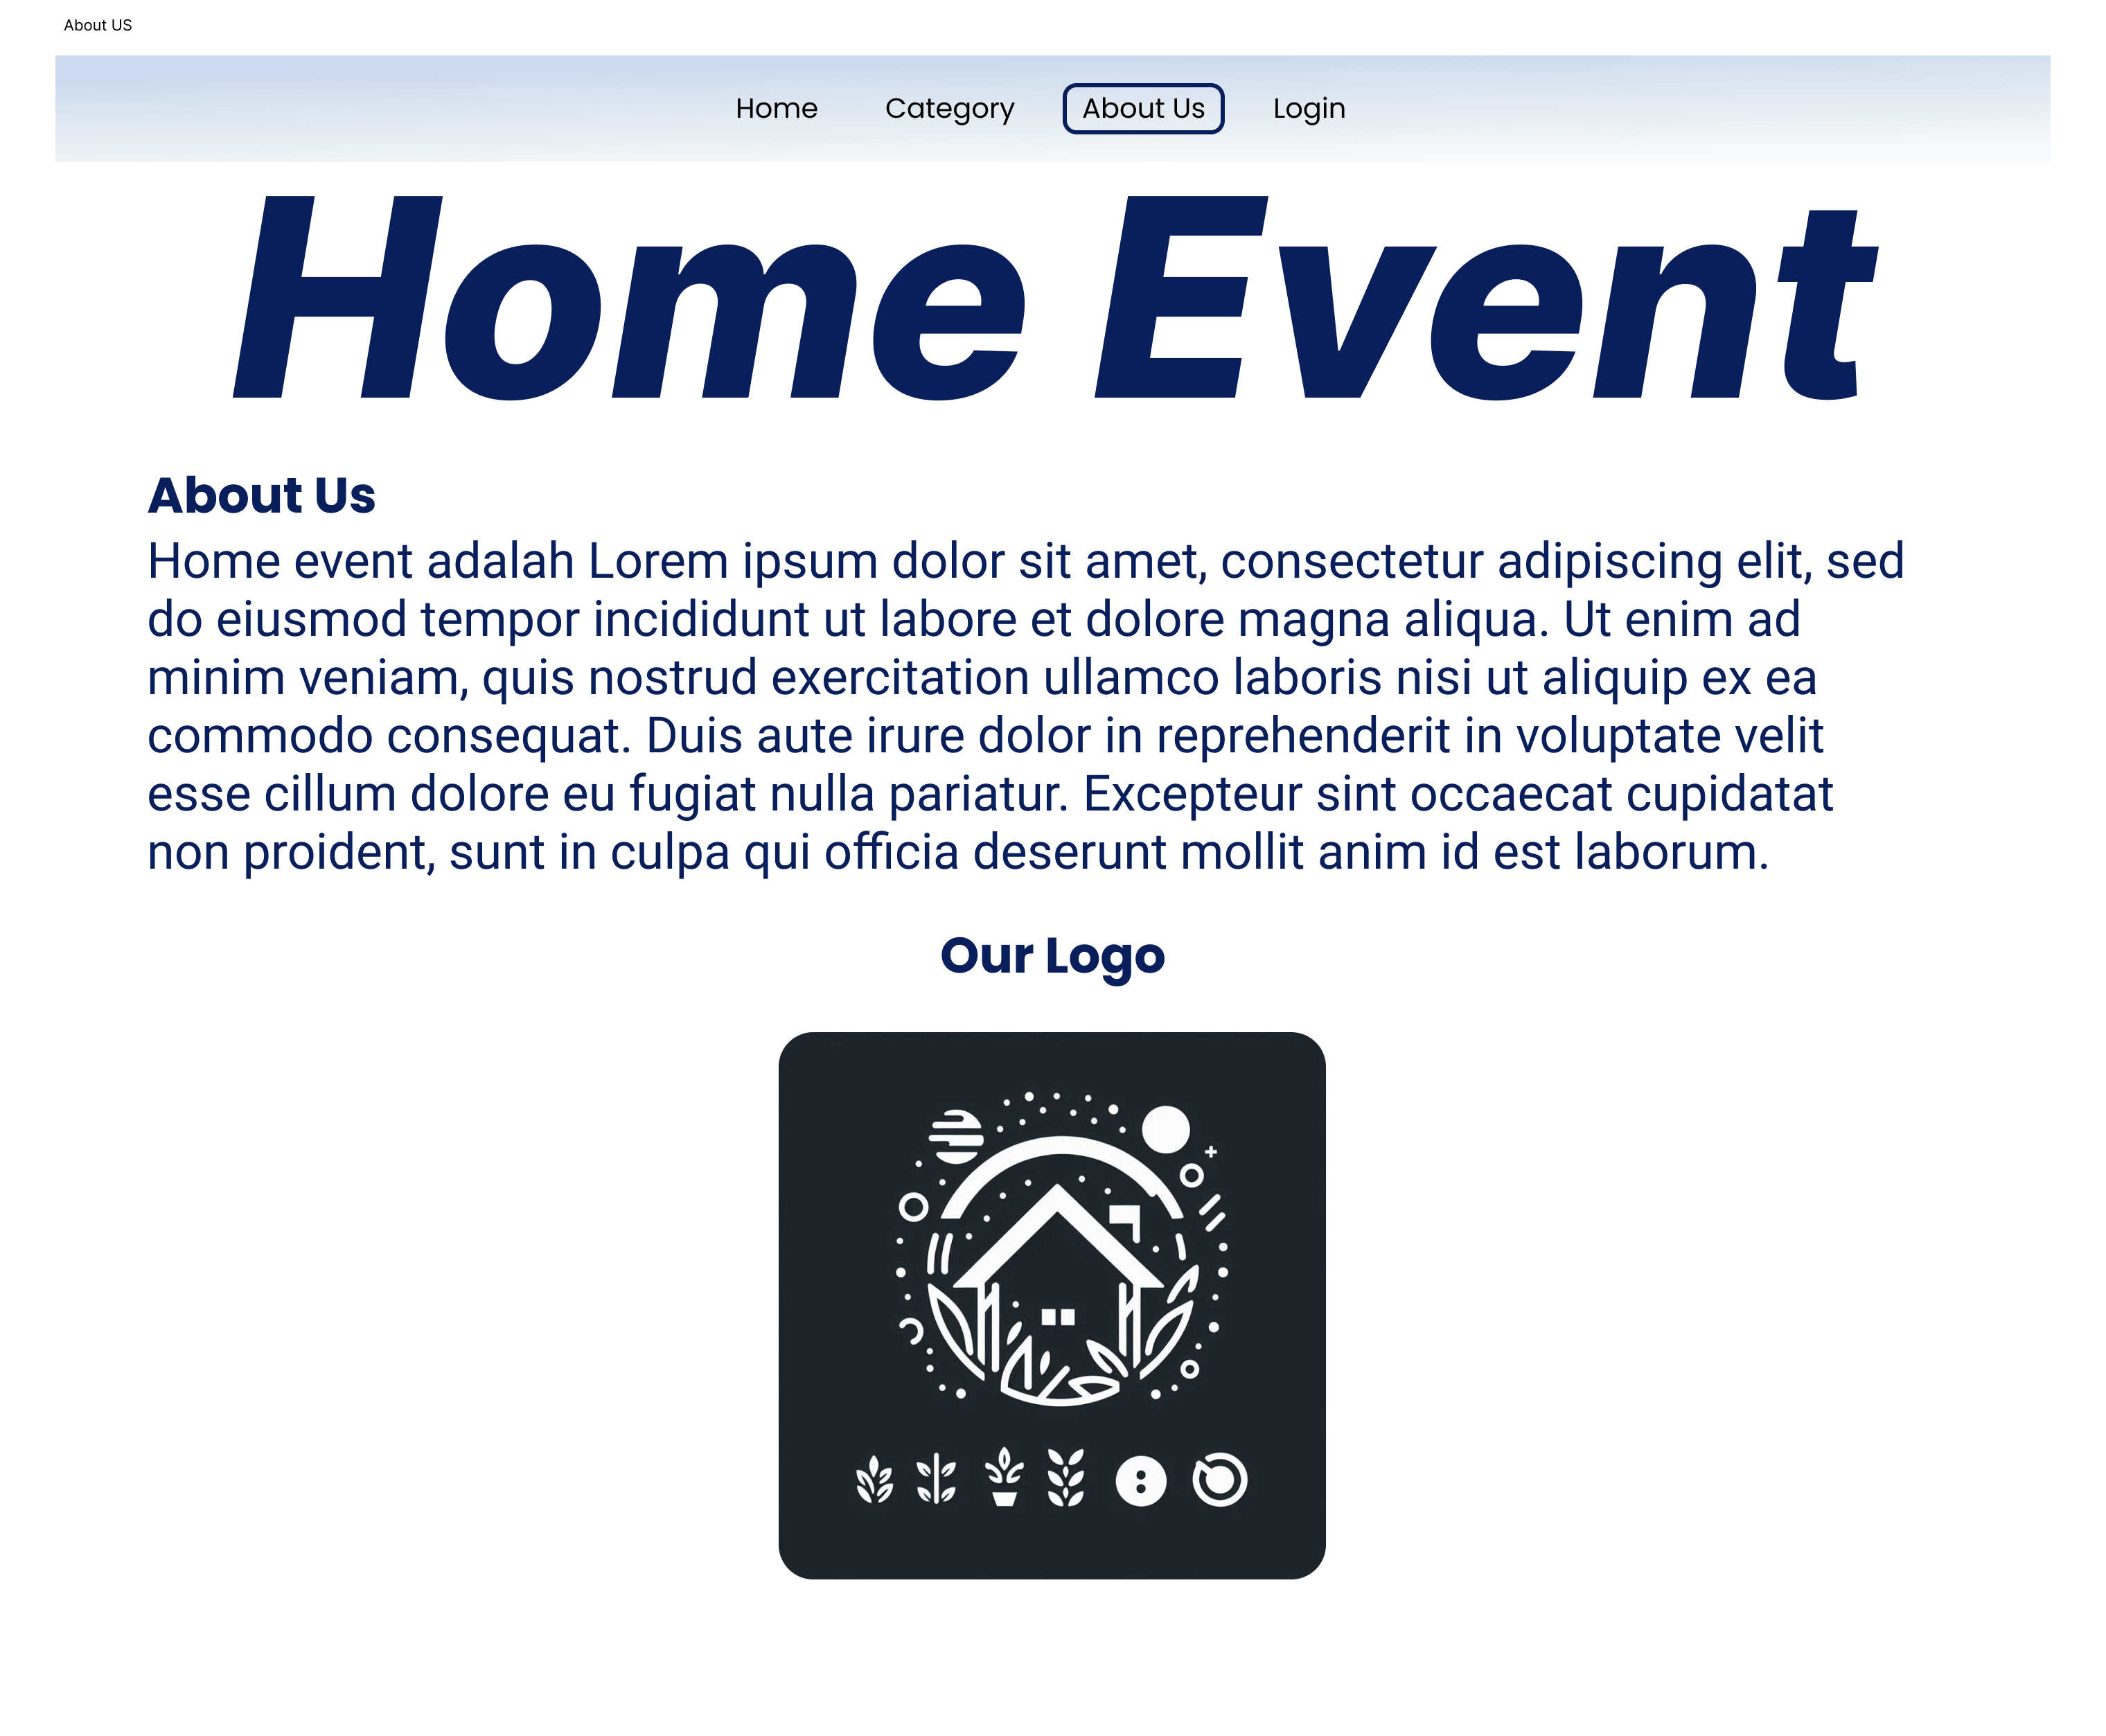 About US
Home Category About Us Login
Home Event
About Us
Home event adalah Lorem ipsum dolor sit amet, consectetur adipiscing elit, sed
do eiusmod tempor incididunt ut labore et dolore magna aliqua. Ut enim ad
minim veniam, quis nostrud exercitation ullamco laboris nisi ut aliquip ex ea
commodo consequat. Duis aute irure dolor in reprehenderit in voluptate velit
esse cillum dolore eu fugiat nulla pariatur. Excepteur sint occaecat cupidatat
non proident, sunt in culpa qui officia deserunt mollit anim id est laborum.
Our Logo